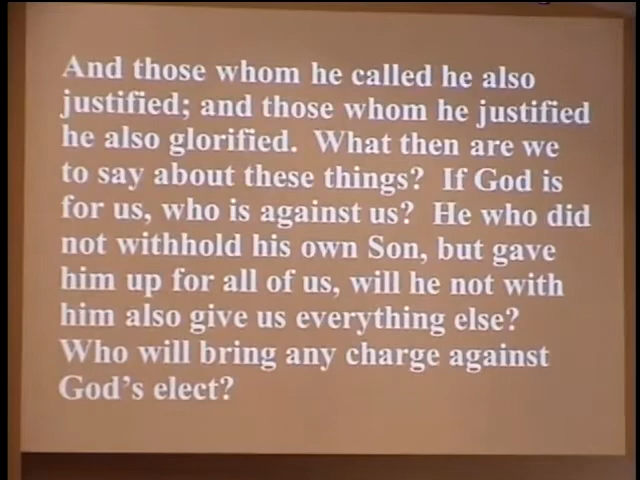 And those whom he called he also
justified; and those whom he justified
he also glorified.  What then are we
to say about these things?  If God is
for us, who is against us?  He who did
not withhold his own Son, but gave
him up for all of us, will he not with
him also give us everything else?
Who will bring any charge against
God's elect?